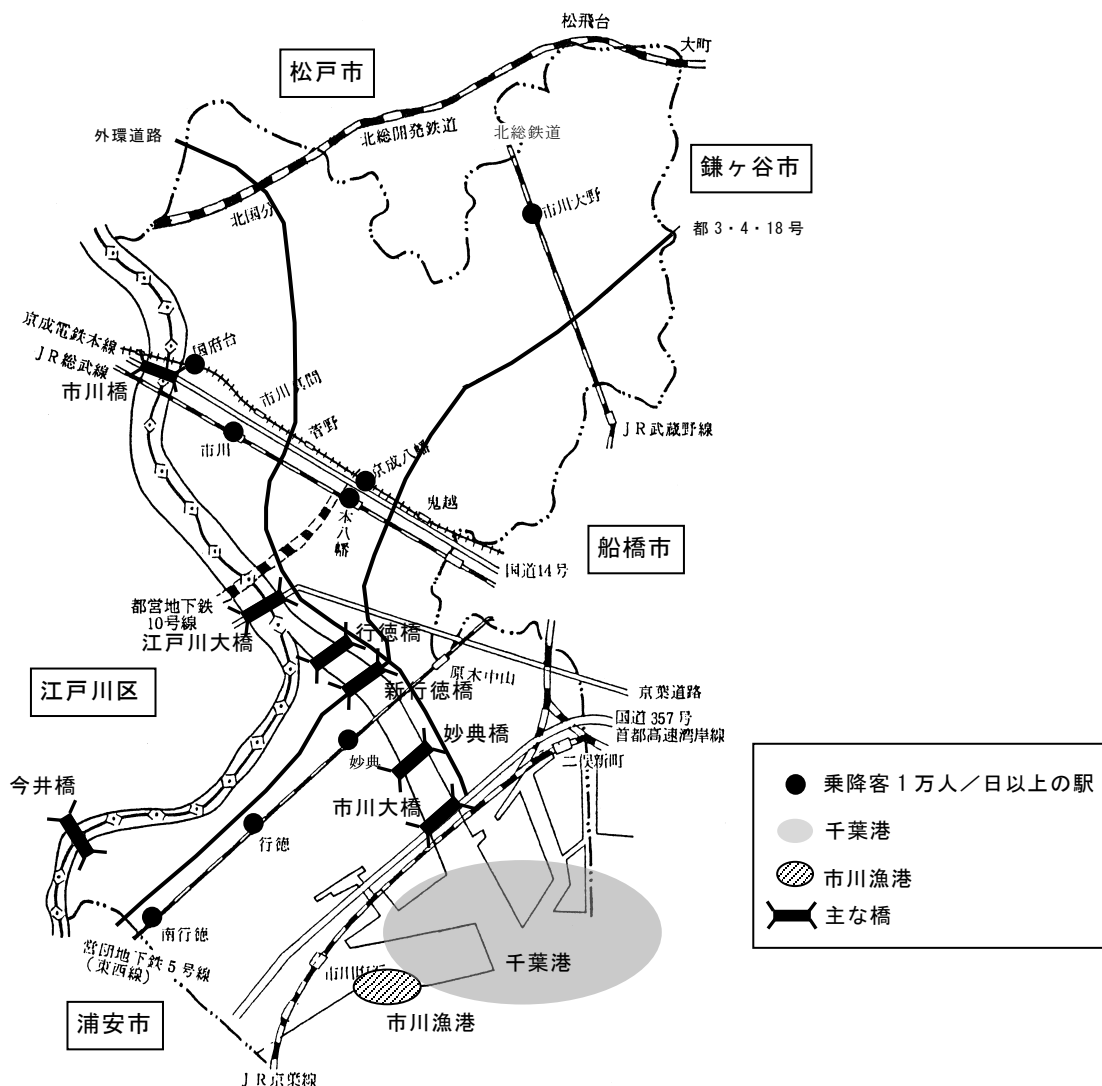 松飛台
大町
松戸市
北総開発鉄道
北総鉄道
外環道路
鎌ヶ谷市
北国分
市川大野
都3・4・18号
京成電鉄本線
JR総武線
国府台
市川橋
市川真間
菅野
市川
京成八幡
JR武蔵野線
本八幡
鬼越
船橋市
国道14号
都営地下鉄
10号線
江戸川大橋
行徳橋
原木中山
新行徳橋
江戸川区
京葉道路
国道357号
首都高速湾岸線
妙典橋
妙典
二俣新町
今井橋
市川大橋
行徳
乗降客1万人/日以上の駅
千葉港
市川漁港
主な橋
南行徳
営団地下鉄5号線
(東西線)
千葉港
浦安市
市川漁港
JR京葉線